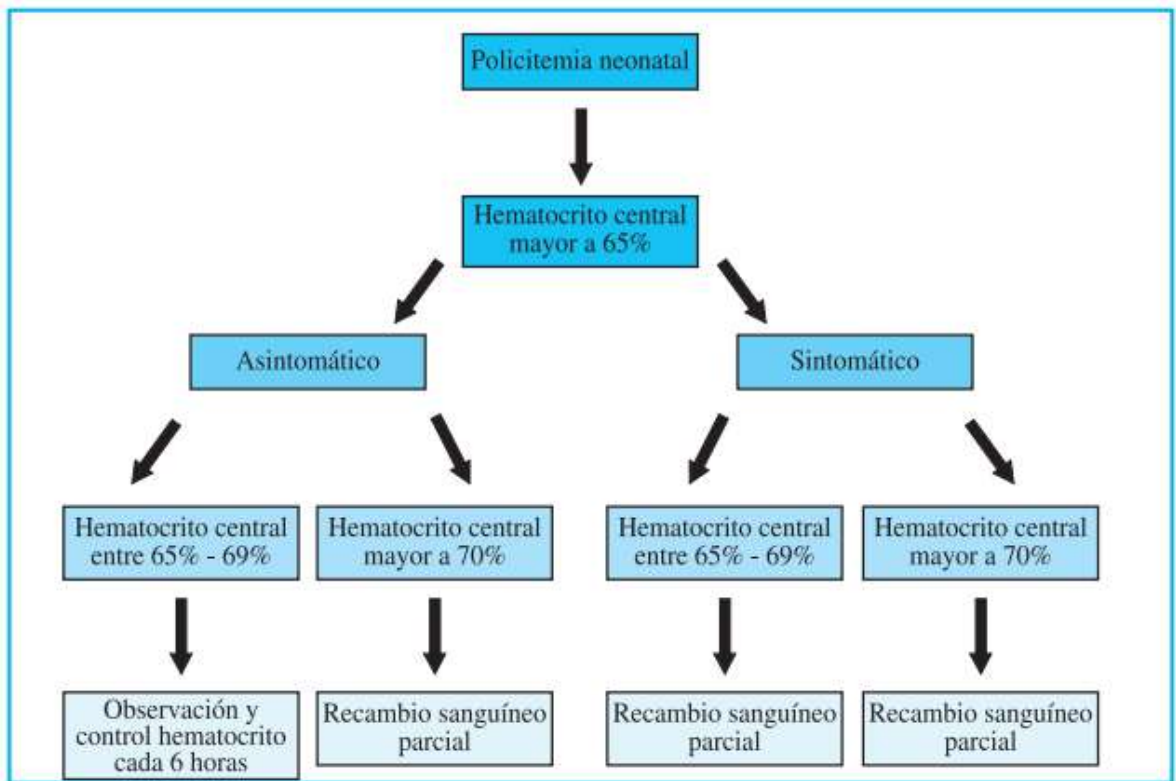 Policitemia neonatal
Hematocrito central
mayor a 65%
Asintomático
Sintomático
Hematocrito central
entre 65% - 69%
Hematocrito central
mayor a 70%
Hematocrito central
entre 65% - 69%
Hematocrito central
mayor a 70%
Observación y
control hematocrito
cada 6 horas
Recambio sanguíneo
parcial
Recambio sanguíneo
parcial
Recambio sanguíneo
parcial